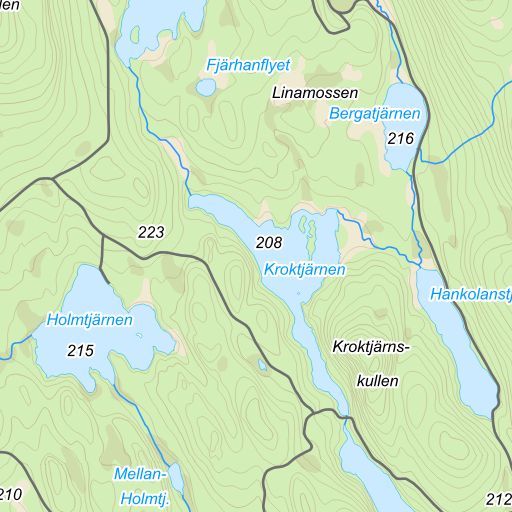 len
Fjärhanflyet
Linamossen
Bergatjärnen
216
223
208
Kroktjärnen
Hankolanstj
Holmtjärnen
215
Kroktjärns-
kullen
Mellan-
Holmtj.
210
212